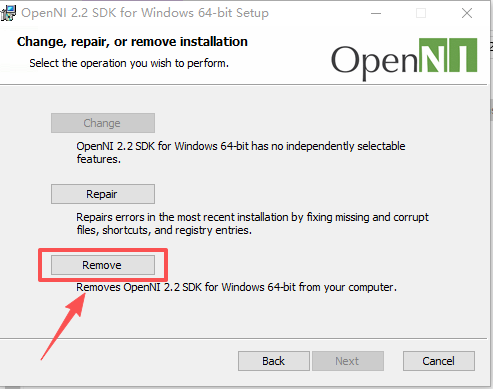 OpenNI 2.2 SDK for Windows 64-bit Setup
Change, repair, or remove installation
Select the operation you wish to perform.
OpenNI
Change
OpenNI 2.2 SDK for Windows 64-bit has no independently selectable
features.
Repair
Repairs errors in the most recent installation by fixing missing and corrupt
files, shortcuts, and registry entries.
Remove
Removes OpenNI 2.2 SDK for Windows 64-bit from your computer.
Back
Next
Cancel